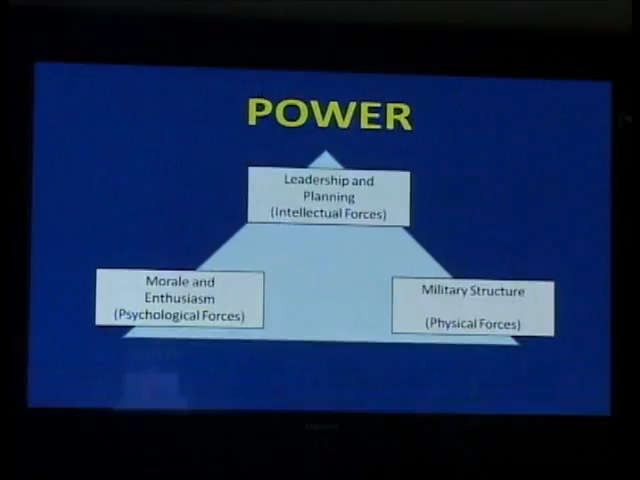 POWER
Leadership and
Planning
(Intellectual Forces)
Morale and
Enthusiasm
(Psychological Forces)
Military Structure
(Physical Forces)